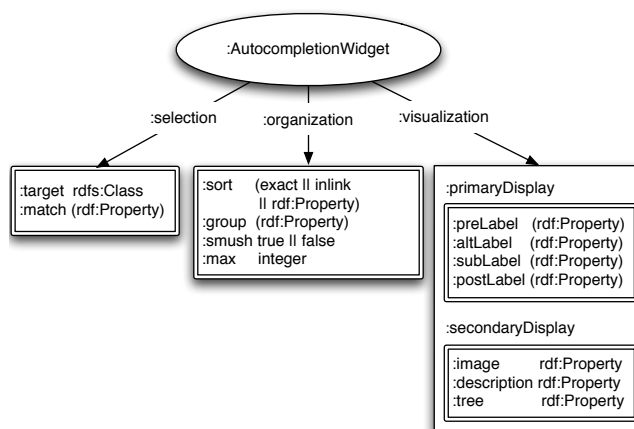 :AutocompletionWidget
:selection
:organization
:visualization
:target rdfs:Class
:match (rdf:Property)
:sort (exact || inlink
|| rdf:Property)
:group (rdf:Property)
:smush true || false
:max integer
:primaryDisplay
:preLabel (rdf:Property)
:altLabel (rdf:Property)
:subLabel (rdf:Property)
:postLabel (rdf:Property)
:secondaryDisplay
:image rdf:Property
:description rdf:Property
:tree rdf:Property